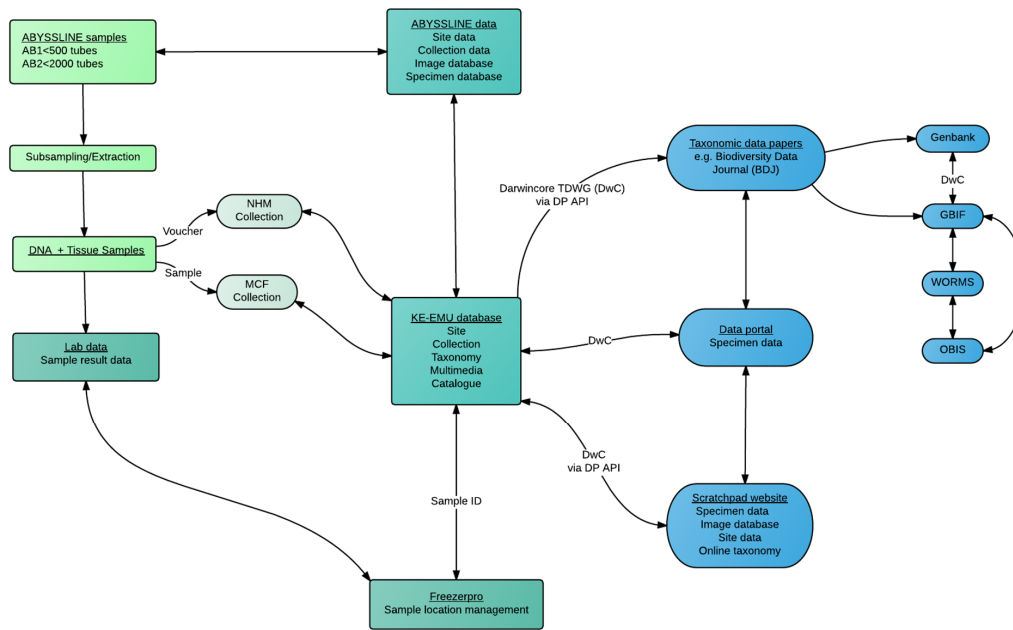 ABYSSLINE samples
AB1<500 tubes
AB2<2000 tubes
ABYSSLINE data
Site data
Collection data
Image database
Specimen database
Subsampling/Extraction
DNA + Tissue Samples
Voucher
Sample
NHM
Collection
MCF
Collection
Lab data
Sample result data
KE-EMU database
Site
Collection
Taxonomy
Multimedia
Catalogue
Sample ID
Freezerpro
Sample location management
Darwincore TDWG (DwC)
via DP API
DwC
DwC
via DP API
Taxonomic data papers
e.g. Biodiversity Data
Journal (BDJ)
Data portal
Specimen data
Scratchpad website
Specimen data
Image database
Site data
Online taxonomy
Genbank
DwC
GBIF
WORMS
OBIS